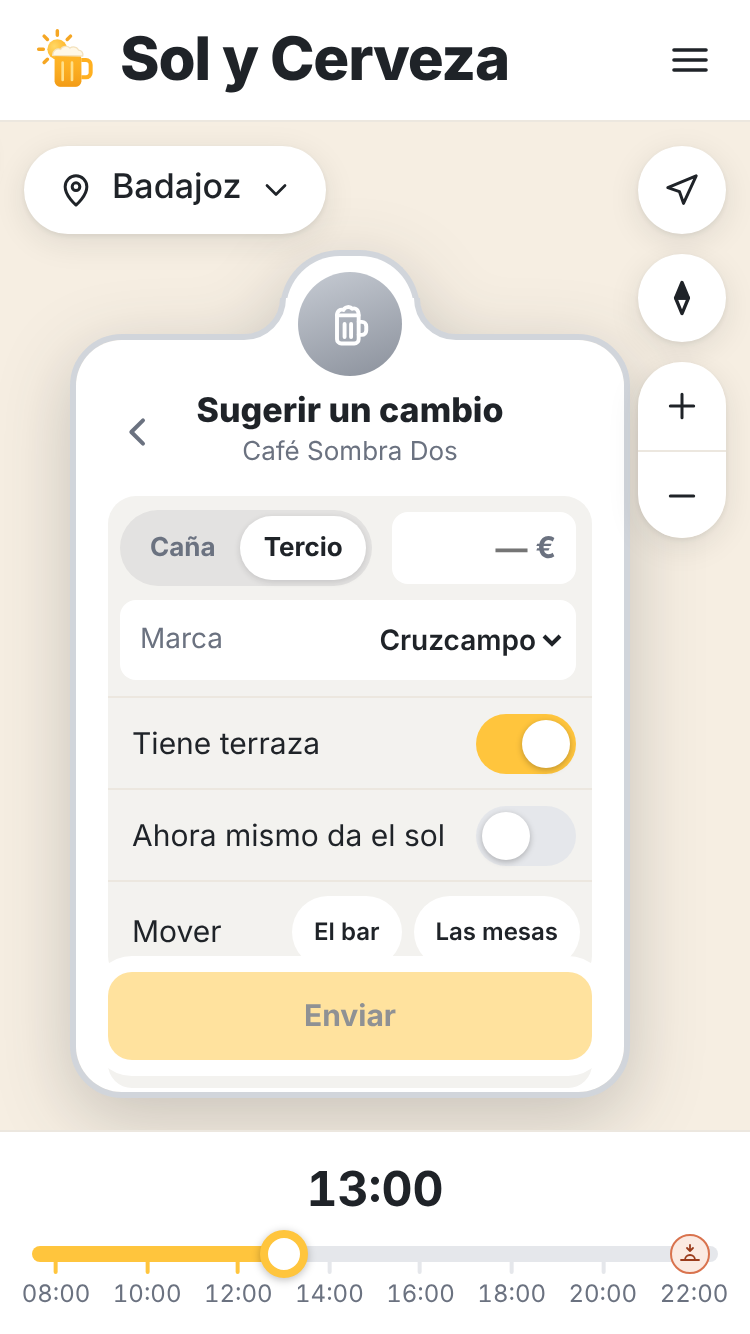 Sol y Cerveza
Badajoz
Sugerir un cambio
Café Sombra Dos
Caña Tercio — €
Marca Cruzcampo
Tiene terraza
Ahora mismo da el sol
Mover El bar Las mesas
Enviar
13:00
08:00 10:00 12:00 14:00 16:00 18:00 20:00 22:00